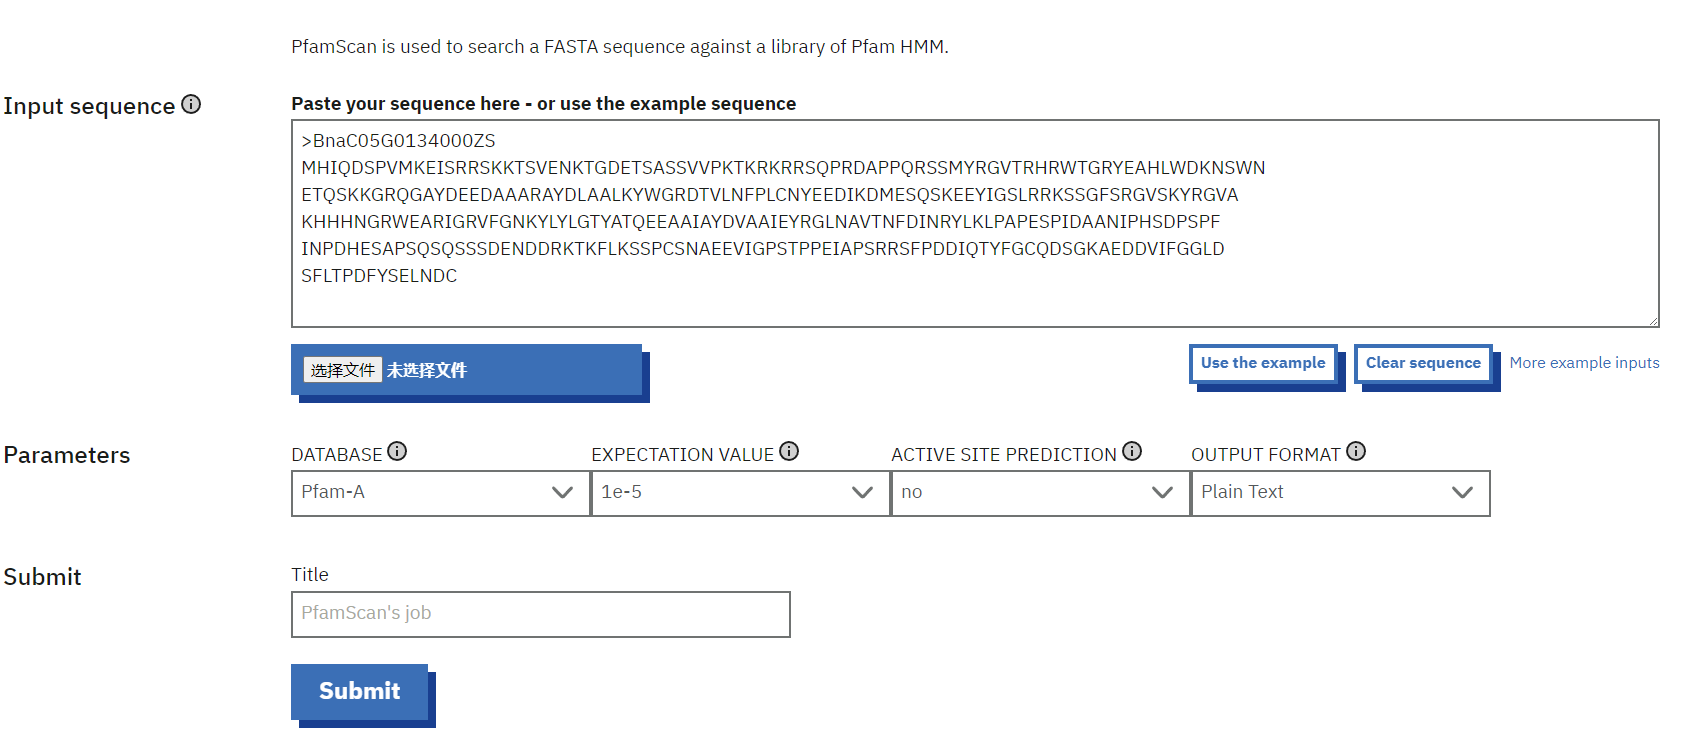 PfamScan is used to search a FASTA sequence against a library of Pfam HMM.
Input sequence
Paste your sequence here - or use the example sequence
>BnaC05G0134000ZS
MHIQDSPVMKEISRRSKKTSVENKTGDETSASSVVPKTKRKRRSQPRDAPPQRSSMYRGVTRHRWTGRYEAHLWDKNSWN
ETQSKKGRQGAYDEEDAAARAYDLAALKYWGRDTVLNFPLCNYEEDIKDMESQSKEEYIGSLRRKSSGFSRGVSKYRGVA
KHHHNGRWEARIGRVFGNKYLYLGTYATQEEAAIAYDVAAIEYRGLNAVTNFDINRYLKLPAPESPIDAANIPHSDPSPF
INPDHESAPSQSQSSSDENDDRKTKFLKSSPCSNAEEVIGPSTPPEIAPSRRSFPDDIQTYFGCQDSGKAEDDVIFGGLD
SFLTPDFYSELNDC
选择文件 未选择文件
Use the example
Clear sequence
More example inputs
Parameters
DATABASE
EXPECTATION VALUE
ACTIVE SITE PREDICTION
OUTPUT FORMAT
Pfam-A
1e-5
no
Plain Text
Submit
Title
PfamScan's job
Submit